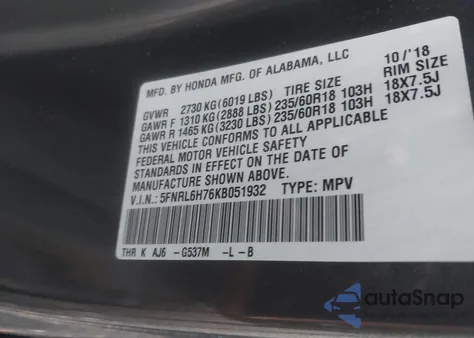 MFD. BY HONDA MFG. OF ALABAMA, LLC 10/'18
TIRE SIZE RIM SIZE
GVWR 2730 KG (6019 LBS)
GAWR F 1310 KG (2888 LBS) 235/60R18 103H 18X7.5J
GAWR R 1465 KG (3230 LBS) 235/60R18 103H 18X7.5J
THIS VEHICLE CONFORMS TO ALL APPLICABLE
FEDERAL MOTOR VEHICLE SAFETY
STANDARDS IN EFFECT ON THE DATE OF
MANUFACTURE SHOWN ABOVE.
V.I.N.: 5FNRL6H76KB051932 TYPE: MPV
THR K AJ6 -G537M -L -B
autoSnap